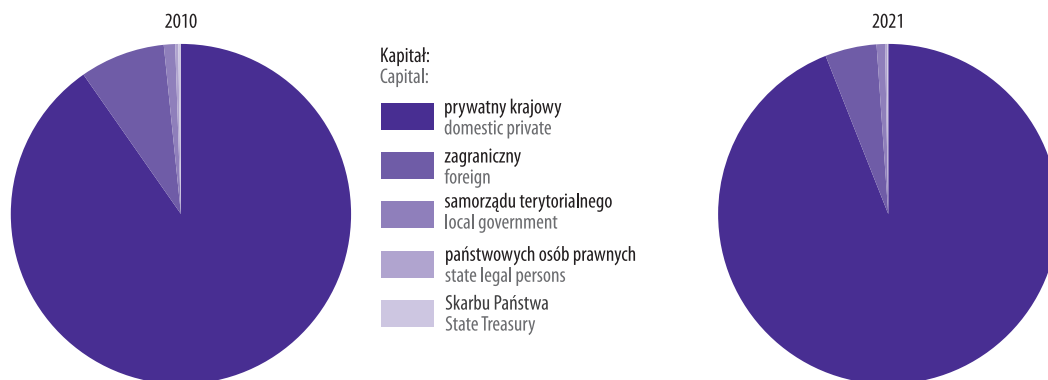 2010
Kapitał:
Capital:
prywatny krajowy
domestic private
zagraniczny
foreign
samorządu terytorialnego
local government
państwowych osób prawnych
state legal persons
Skarbu Państwa
State Treasury
2021